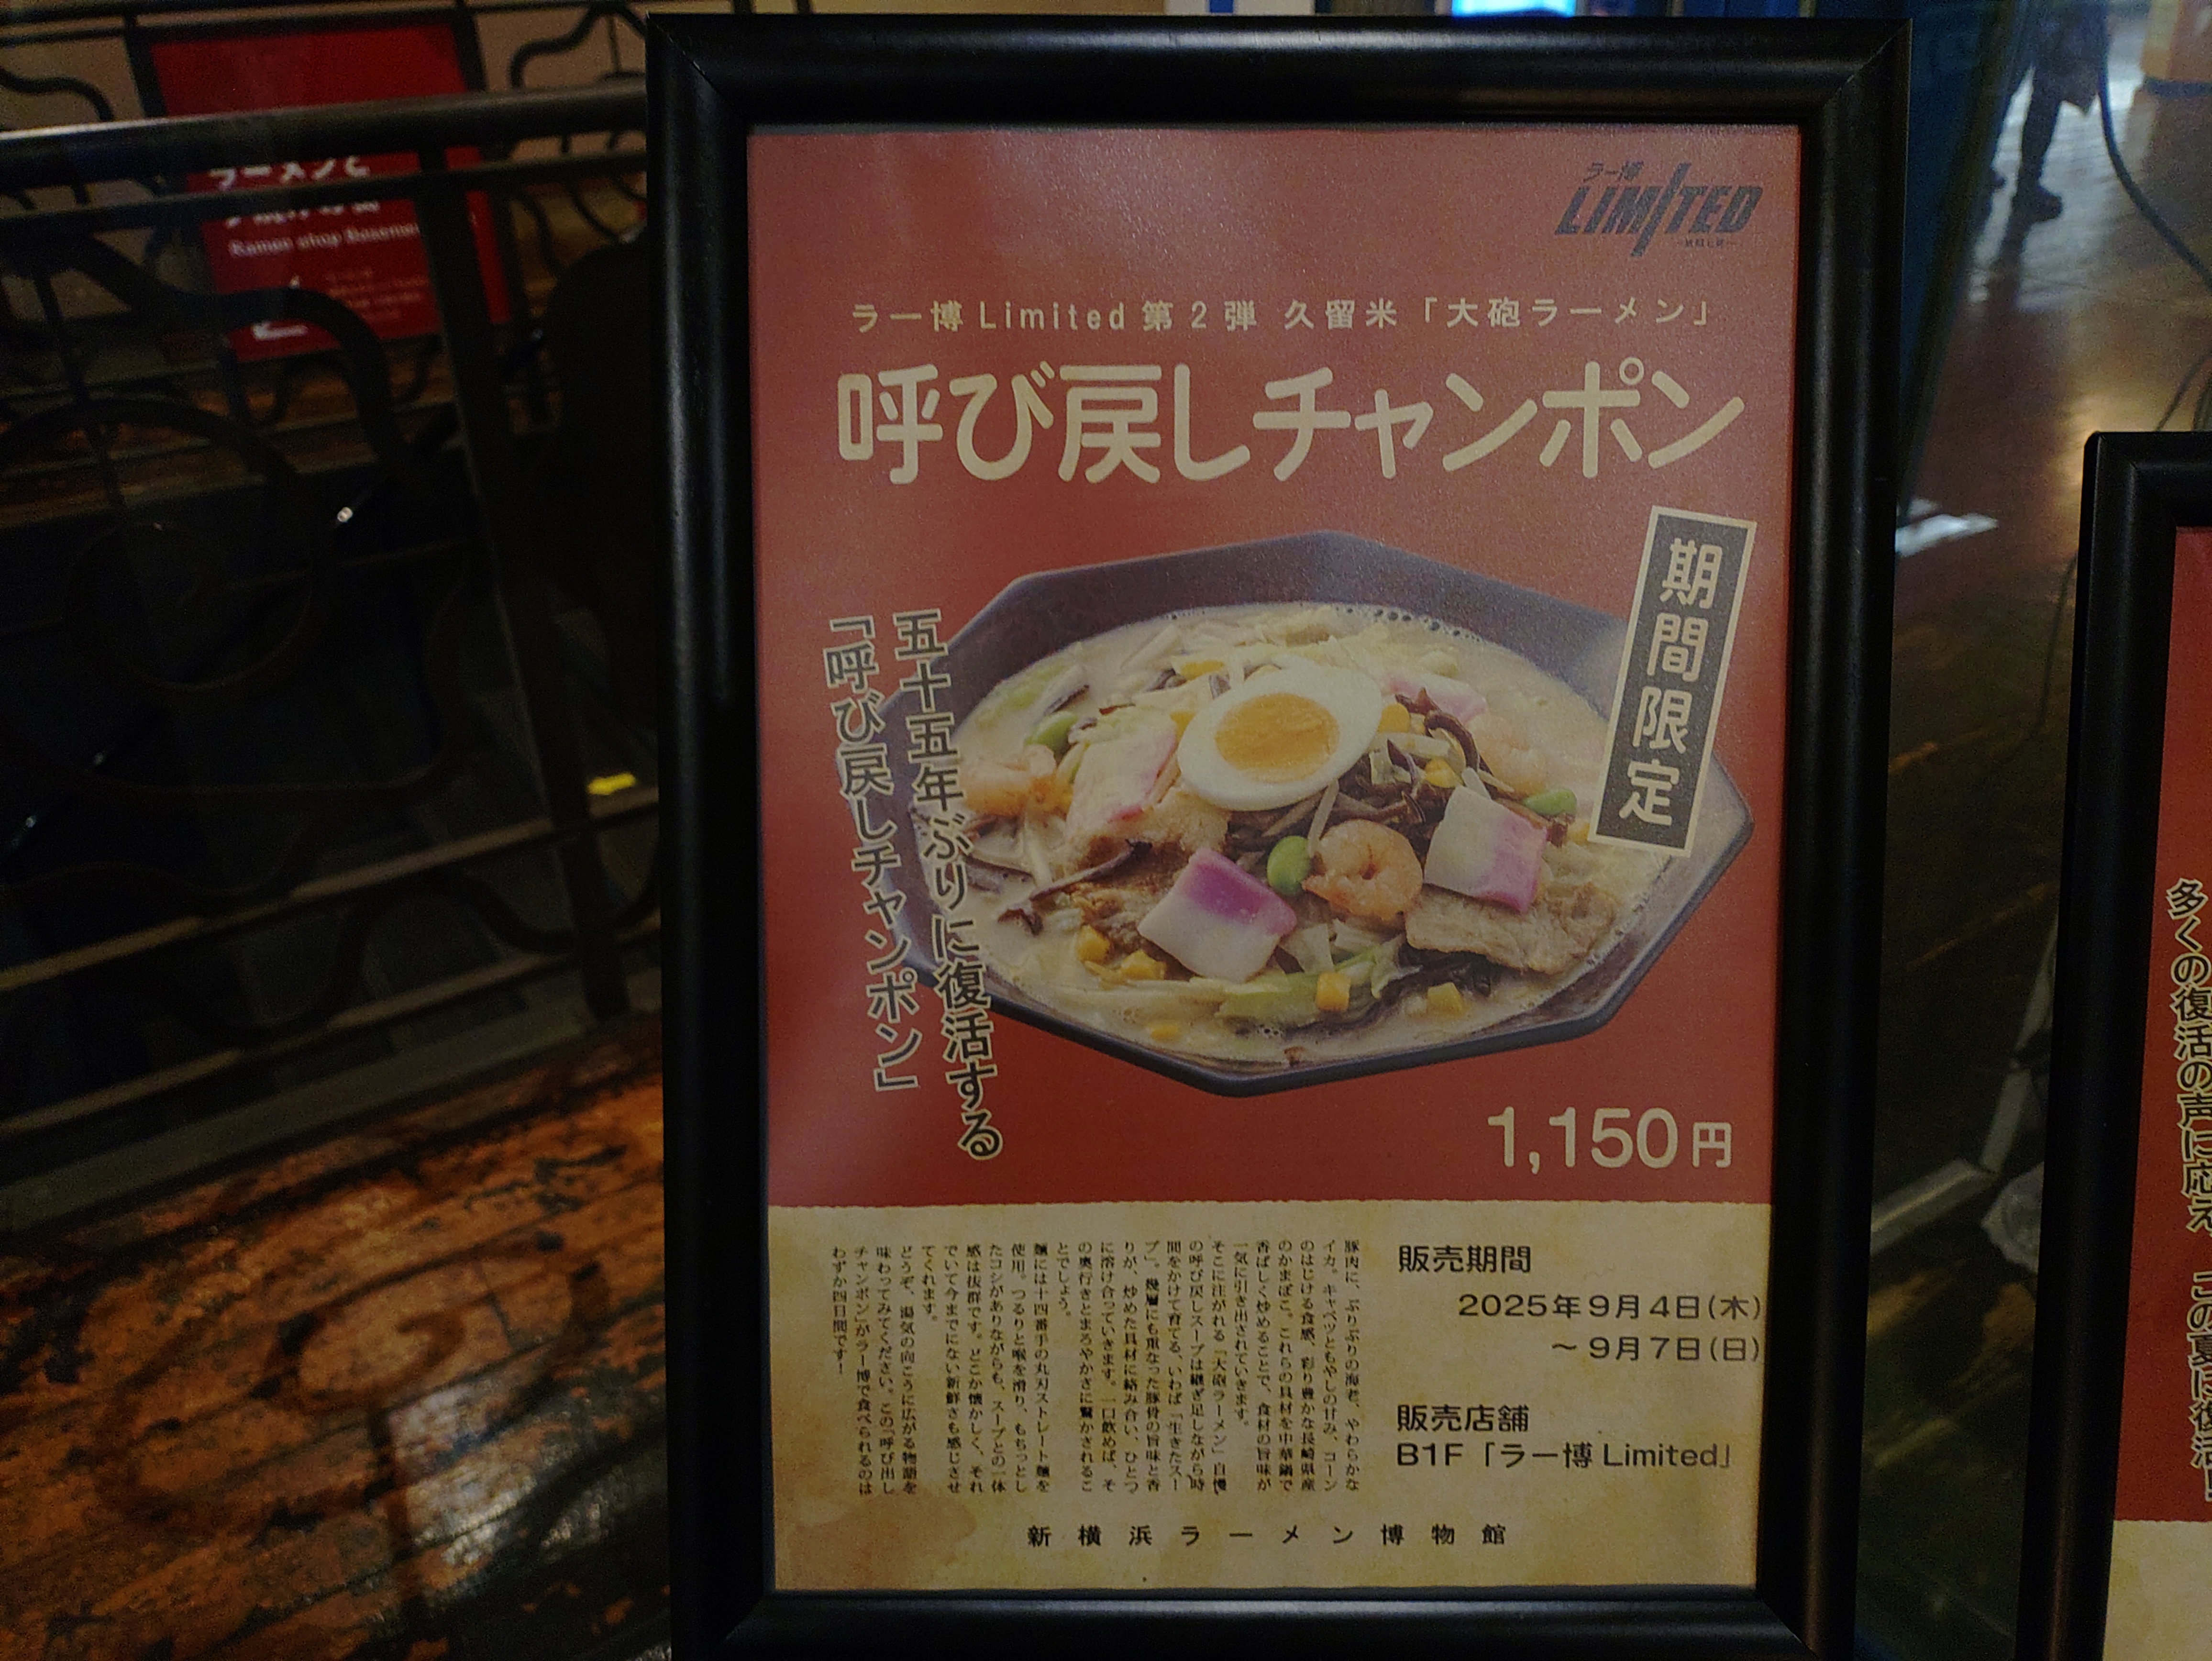 ラーメンと
Ramen shop Baseme
ラー博
LIMITED
ラー博Limited 第2弾 久留米「大砲ラーメン」
呼び戻しチャンポン
期間限定
五十五年ぶりに復活する
「呼び戻しチャンポン」
1,150円
豚肉に、ぷりぷりの海老、やわらかな
イカ。キャベツともやしの甘み、コーン
のはじける食感、彩り豊かな長崎県産
のかまぼこ。これらの具材を中華鍋で
香ばしく炒めることで、食材の旨味が
一気に引き出されていきます。
そこに注がれる「大砲ラーメン」自慢
の呼び戻しスープは継ぎ足しながら時
間をかけて育てる、いわば「生きたスー
プ」。幾層にも重なった豚骨の旨味と香
りが、炒めた具材に絡み合い、ひとつ
に溶け合っていきます。一口飲めば、そ
の奥行きとまろやかさに驚かされるこ
とでしょう。
麺には十四番手の丸刃ストレート麺を
使用。つるりと喉を滑り、もちっとし
たコシがありながらも、スープとの一体
感は抜群です。どこか懐かしく、それ
でいて今までにない新鮮さも感じさせ
てくれます。
どうぞ、湯気の向こうに広がる物語を
味わってみてください。この「呼び出し
チャンポン」がラー博で食べられるのは
わずか四日間です！
販売期間
2025年9月4日(木)
～9月7日(日)
販売店舗
B1F「ラー博Limited」
新横浜ラーメン博物館
多くの復活の声に応え、この夏に復活！